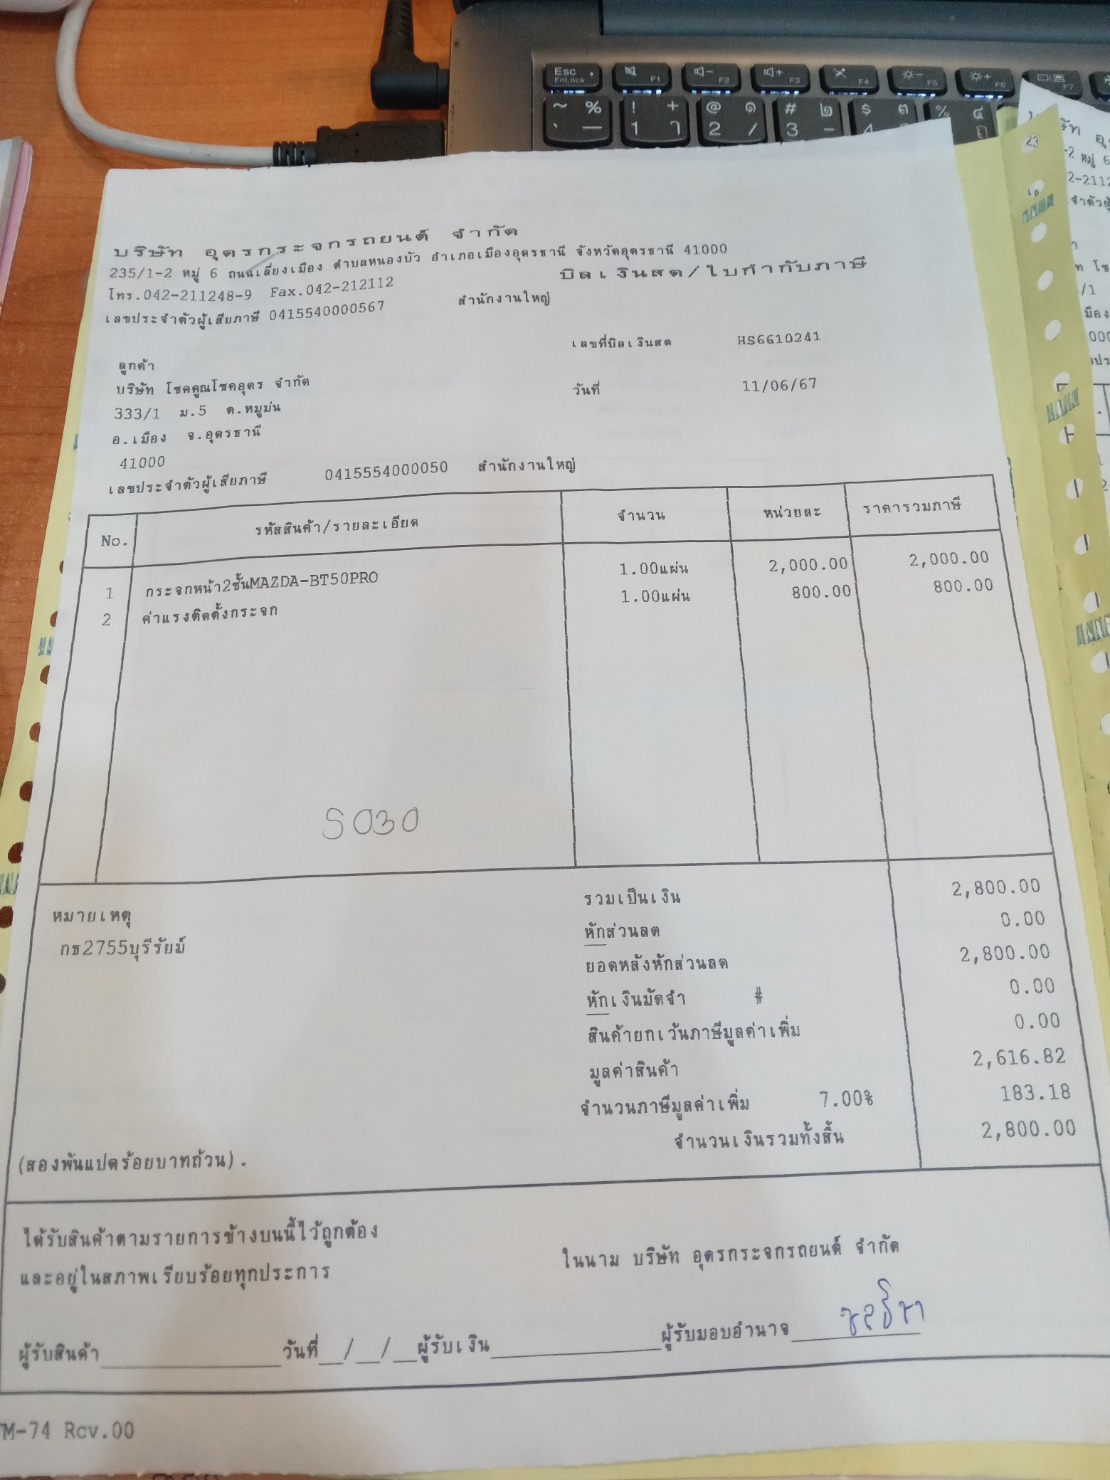 บริษัท อุดรกระจกรถยนต์ จำกัด
235/1-2 หมู่ 6 ถนนเลี่ยงเมือง ตำบลหนองบัว อำเภอเมืองอุดรธานี จังหวัดอุดรธานี 41000
โทร.042-211248-9 Fax.042-212112
บิลเงินสด/ใบกำกับภาษี
เลขประจำตัวผู้เสียภาษี 0415540000567 สำนักงานใหญ่
เลขที่บิลเงินสด HS6610241
ลูกค้า
บริษัท โชคคูณโชคอุดร จำกัด
วันที่ 11/06/67
333/1 ม.5 ต.หมูม่น
อ.เมือง จ.อุดรธานี
41000
เลขประจำตัวผู้เสียภาษี 0415554000050 สำนักงานใหญ่
No. รหัสสินค้า/รายละเอียด จำนวน หน่วยละ ราคารวมภาษี
1 กระจกหน้า2ชั้นMAZDA-BT50PRO 1.00แผ่น 2,000.00 2,000.00
2 ค่าแรงติดตั้งกระจก 1.00แผ่น 800.00 800.00
S030
หมายเหตุ
กธ2755บุรีรัมย์
รวมเป็นเงิน 2,800.00
หักส่วนลด 0.00
ยอดหลังหักส่วนลด 2,800.00
หักเงินมัดจำ # 0.00
สินค้ายกเว้นภาษีมูลค่าเพิ่ม 0.00
มูลค่าสินค้า 2,616.82
จำนวนภาษีมูลค่าเพิ่ม 7.00% 183.18
จำนวนเงินรวมทั้งสิ้น 2,800.00
(สองพันแปดร้อยบาทถ้วน).
ได้รับสินค้าตามรายการข้างบนนี้ไว้ถูกต้อง
และอยู่ในสภาพเรียบร้อยทุกประการ
ในนาม บริษัท อุดรกระจกรถยนต์ จำกัด
ผู้รับสินค้า วันที่ / / ผู้รับเงิน ผู้รับมอบอำนาจ
M-74 Rev.00